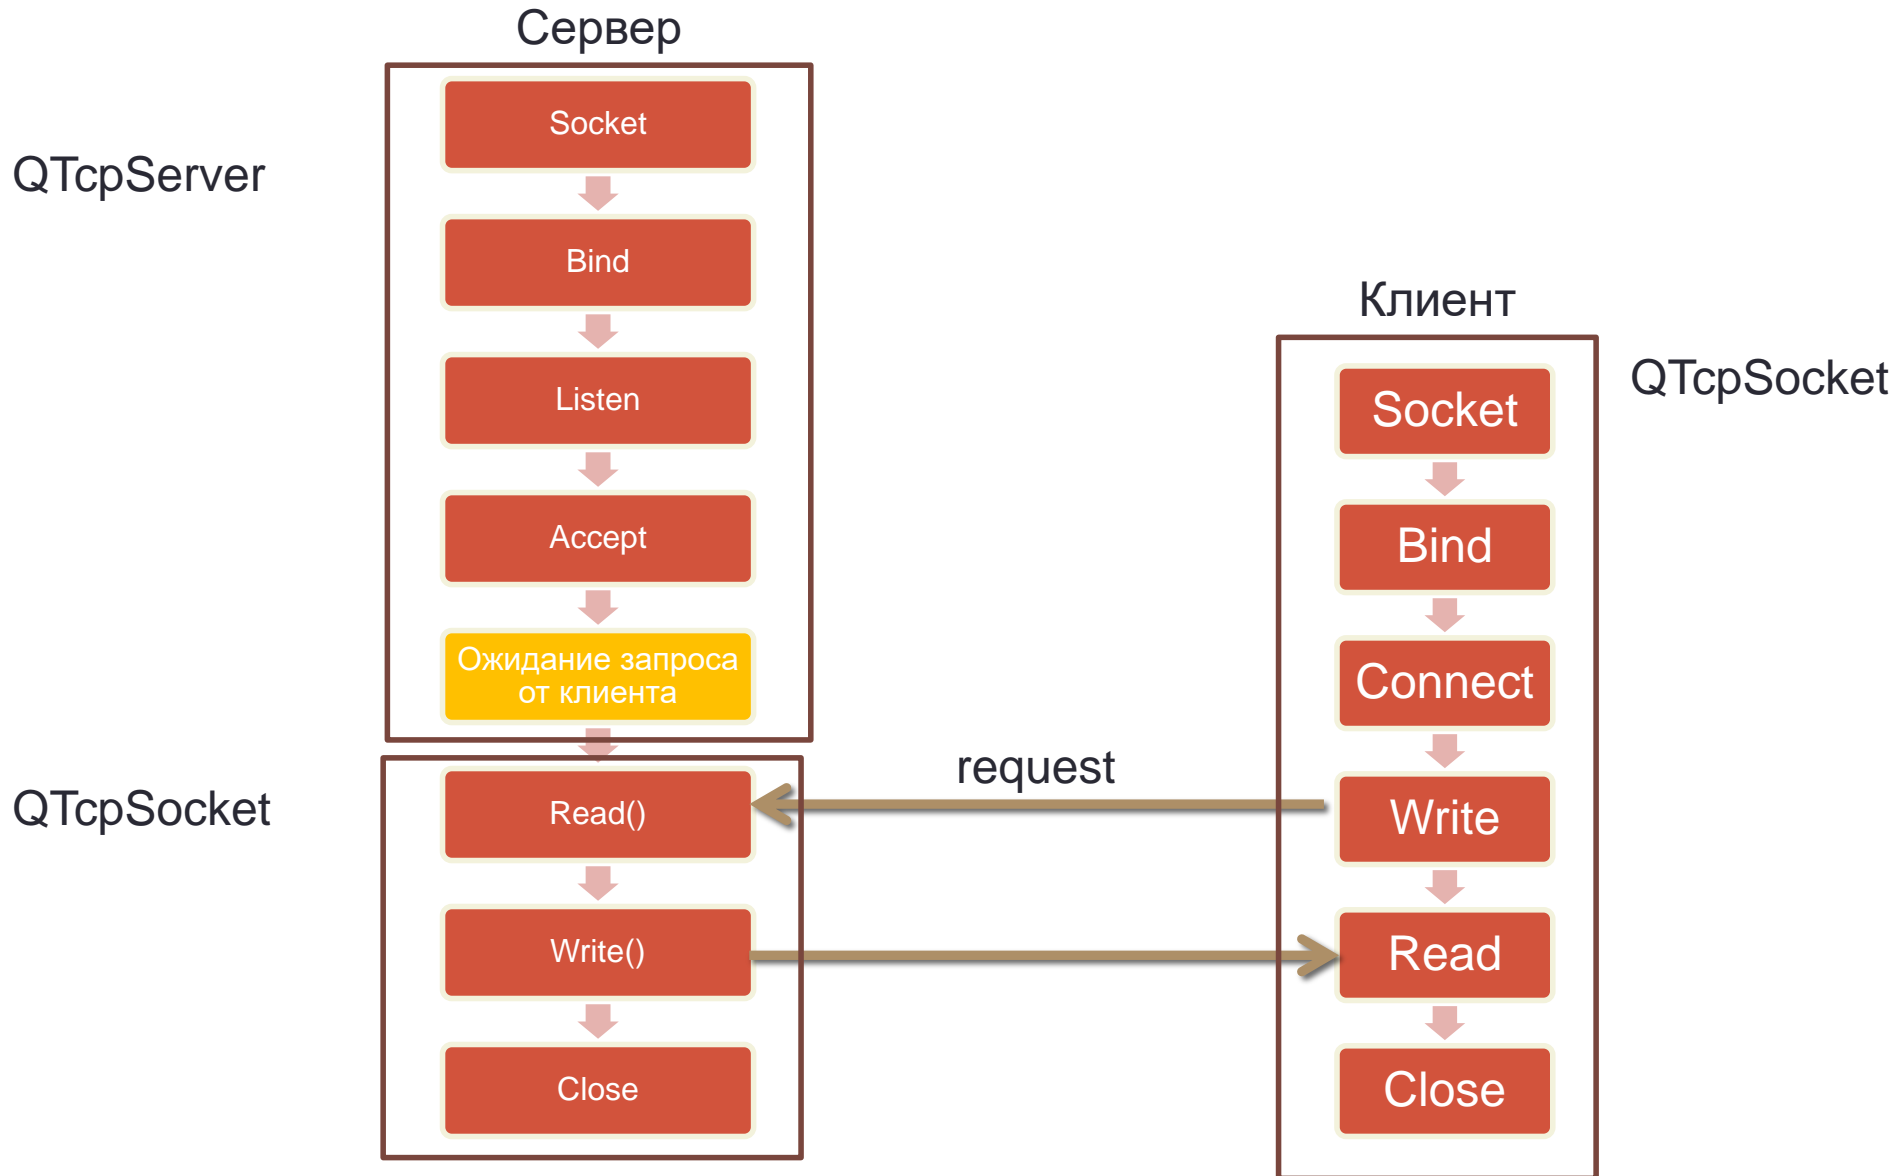 Сервер
QTcpServer
Socket
Bind
Listen
Accept
Ожидание запроса
от клиента
QTcpSocket
Read()
Write()
Close
request
Клиент
QTcpSocket
Socket
Bind
Connect
Write
Read
Close